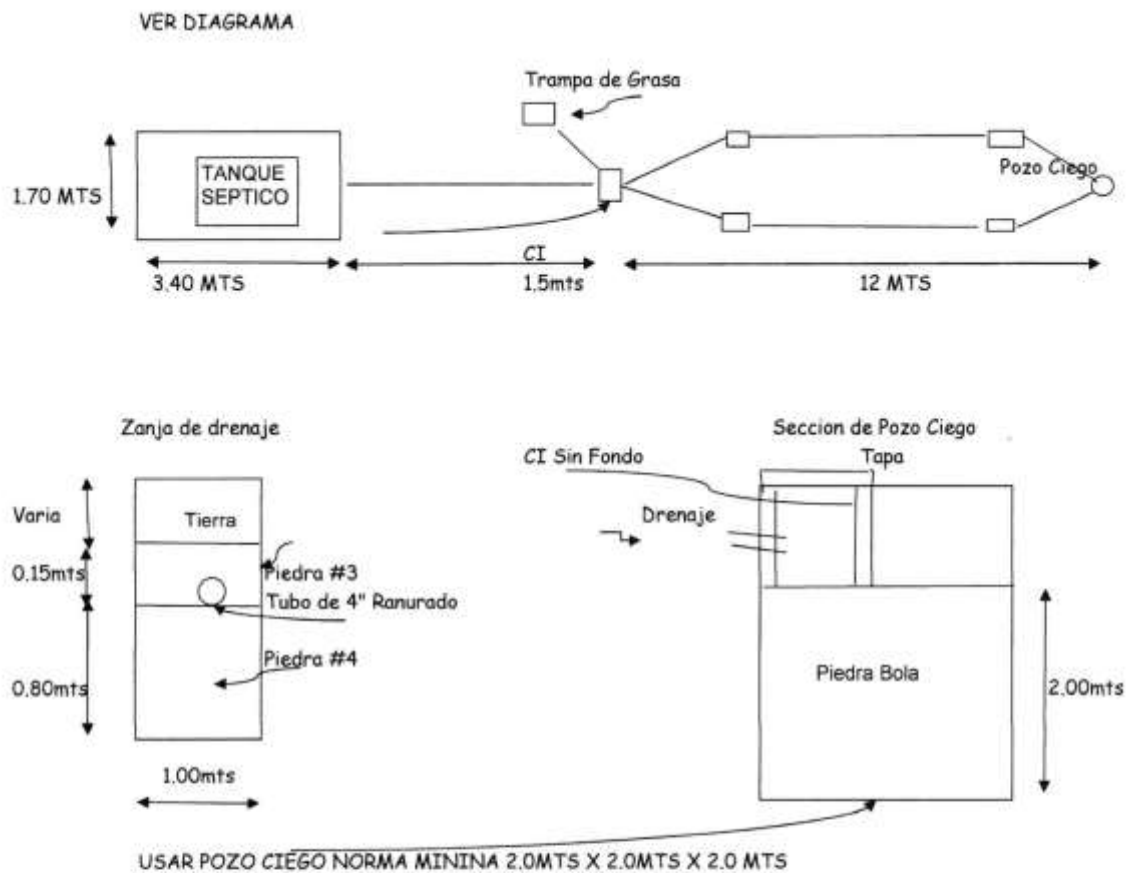 VER DIAGRAMA
Trampa de Grasa
TANQUE
SEPTICO
Pozo Ciego
1.70 MTS
CI
3.40 MTS
1.5mts
12 MTS
Zanja de drenaje
Seccion de Pozo Ciego
CI Sin Fondo
Tapa
Varia
Tierra
Drenaje
0.15mts
Piedra #3
Tubo de 4" Ranurado
Piedra #4
0.80mts
Piedra Bola
2.00mts
1.00mts
USAR POZO CIEGO NORMA MININA 2.0MTS X 2.0MTS X 2.0 MTS